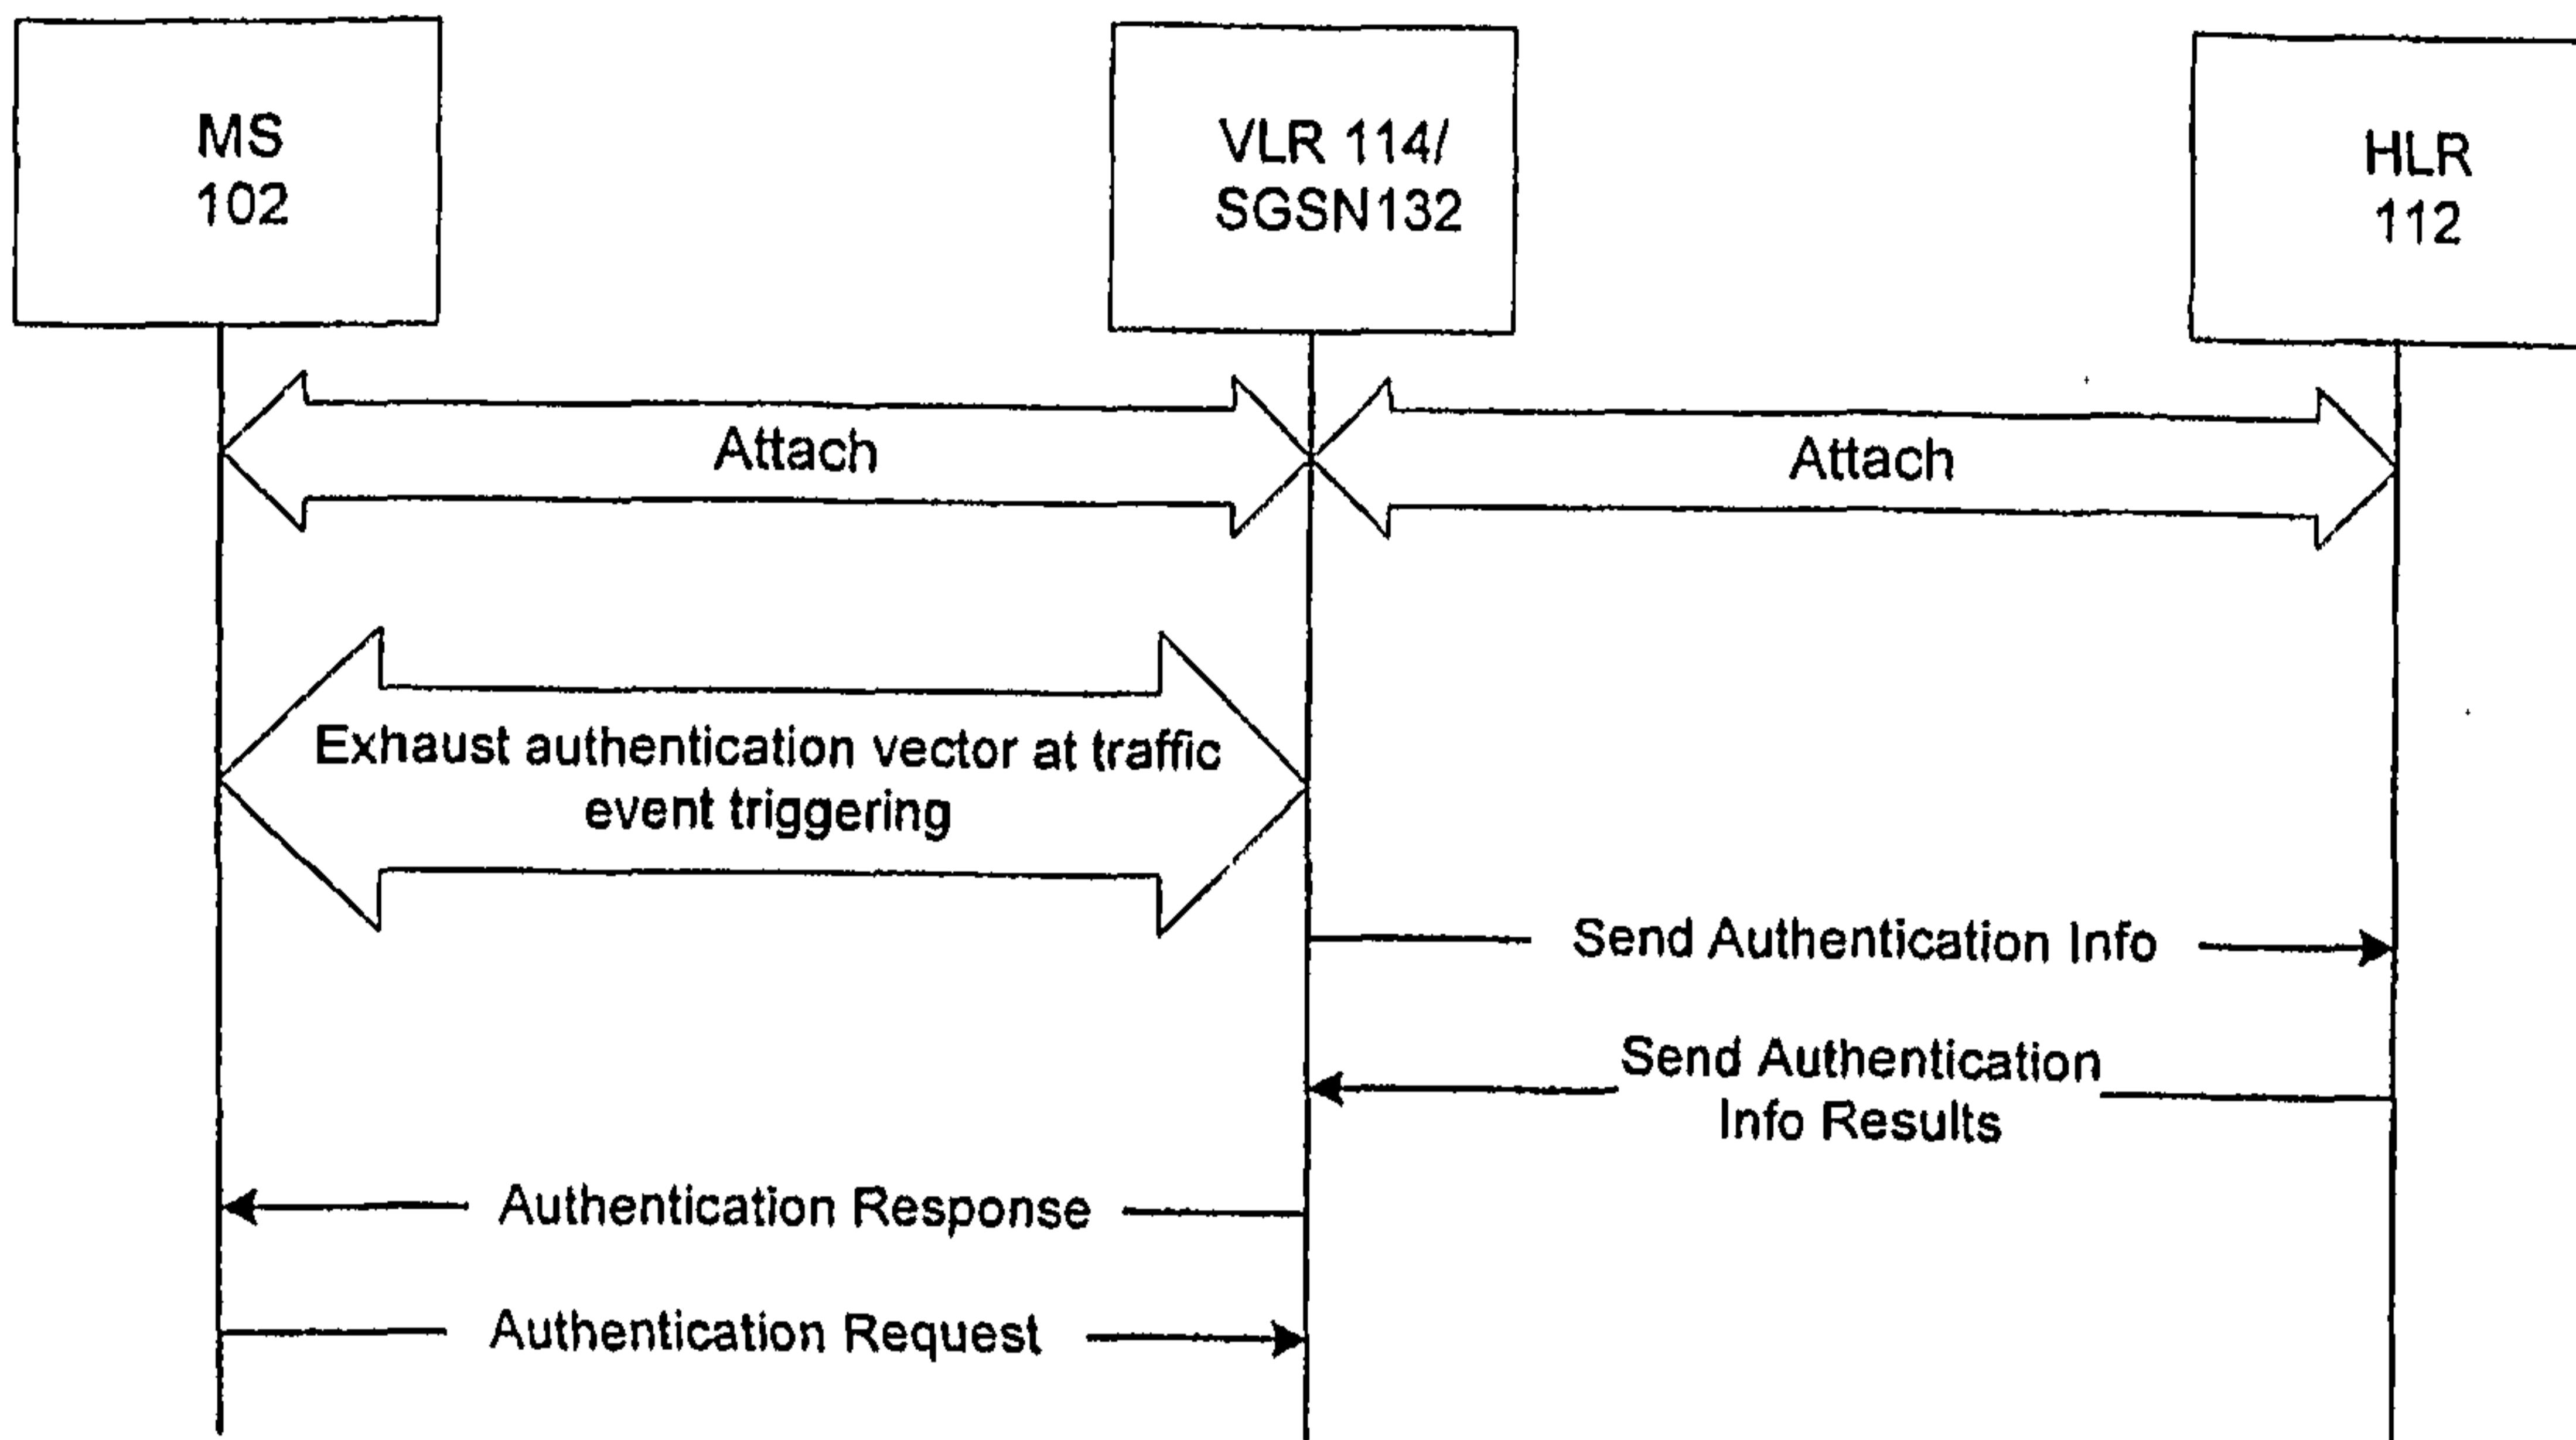 MS
102
VLR 114/
SGSN132
HLR
112
Attach
Attach
Exhaust authentication vector at traffic
event triggering
Send Authentication Info
Send Authentication
Info Results
Authentication Response
Authentication Request